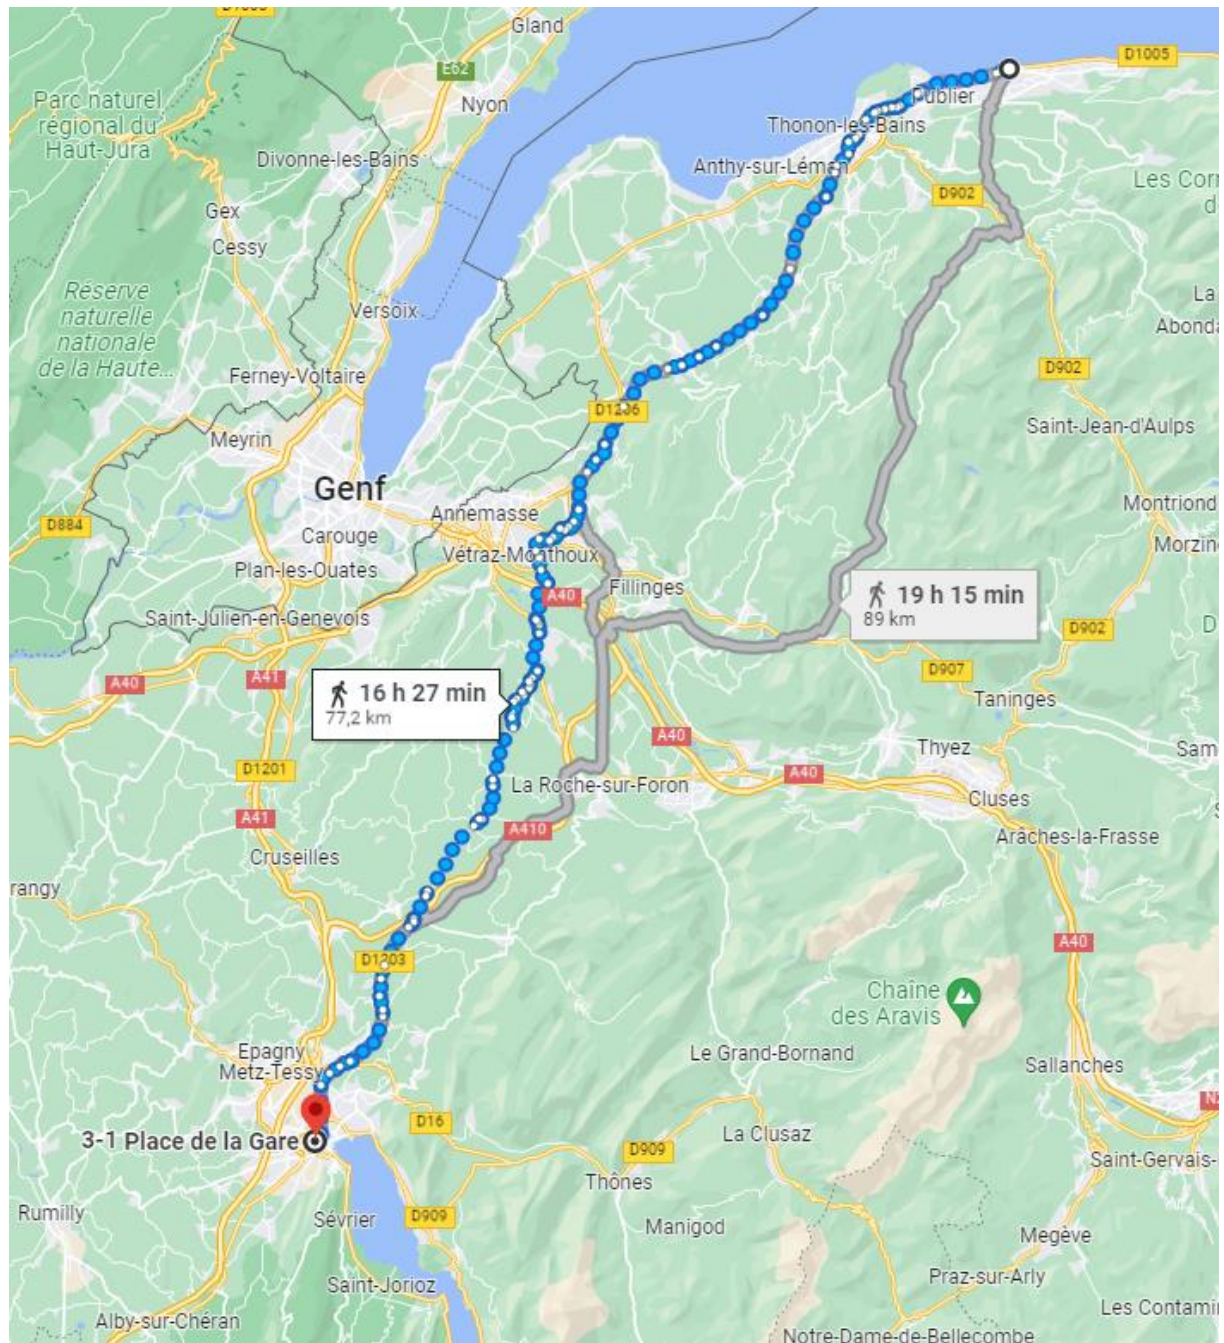 D1005
Gland
D1005
E62
Nyon
Publier
Parc naturel
régional du
Haut-Jura
Thonon-les-Bains
Divonne-les-Bains
Anthy-sur-Léman
Les Corn
d
D902
Gex
Cessy
Réserve
naturelle
nationale
de la Haute...
Versoix
La
Abonda
Ferney-Voltaire
D902
D1206
Meyrin
Saint-Jean-d'Aulps
Genf
Montriond
D884
Annemasse
Carouge
Vétraz-Monthoux
Morzine
Plan-les-Ouates
Fillinges
A40
19 h 15 min
89 km
Saint-Julien-en-Genevois
D902
D
D907
A40
A41
16 h 27 min
77,2 km
Taninges
A40
Thyez
Sam
D1201
La Roche-sur-Foron
A40
Cluses
A41
A410
Arâches-la-Frasse
Cruseilles
rangy
A40
D1203
Chaîne
des Aravis
Epagny
Metz-Tessy
Le Grand-Bornand
Sallanches
N2
D16
3-1 Place de la Gare
La Clusaz
D909
Saint-Gervais-
Thônes
Rumilly
Sévrier
D909
Manigod
Megève
Saint-Jorioz
Praz-sur-Arly
Alby-sur-Chéran
Les Contamin
Notre-Dame-de-Bellecombe